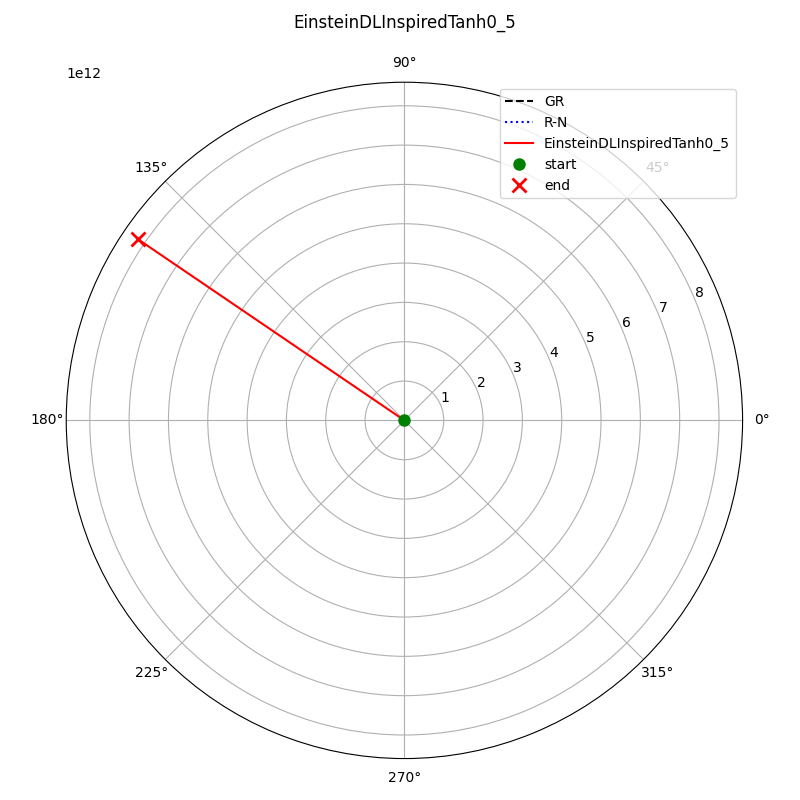 EinsteinDLInspiredTanh0_5
90°
1e12
GR
R-N
EinsteinDLInspiredTanh0_5
start
end
135°
45°
8
7
6
5
4
3
2
1
180°
0°
225°
315°
270°